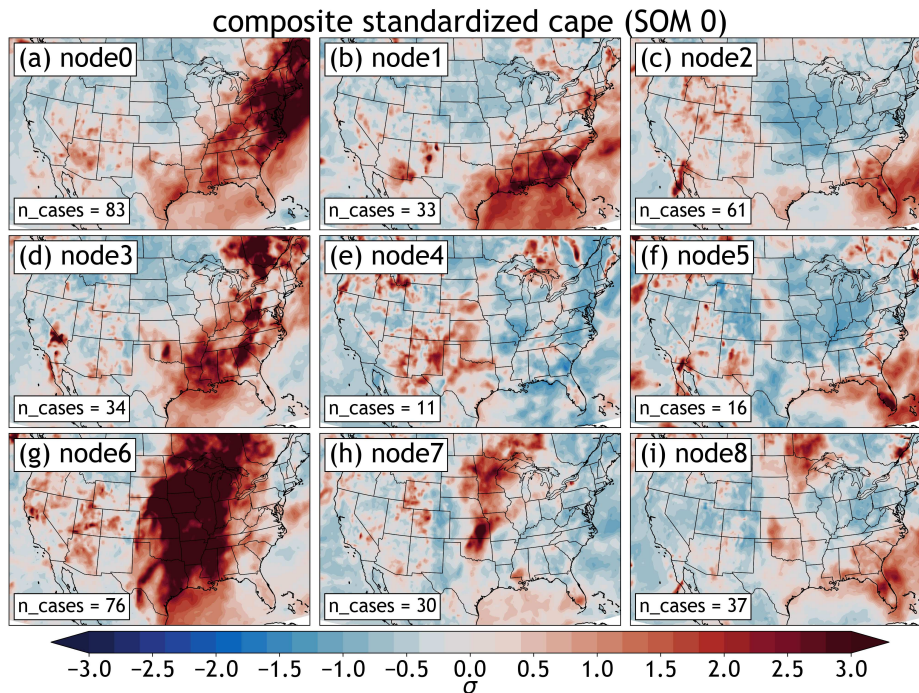 composite standardized cape (SOM 0)
(a) node0
(b) node1
(c) node2
n_cases = 83
n_cases = 33
n_cases = 61
(d) node3
(e) node4
(f) node5
n_cases = 34
n_cases = 11
n_cases = 16
(g) node6
(h) node7
(i) node8
n_cases = 76
n_cases = 30
n_cases = 37
−3.0 −2.5 −2.0 −1.5 −1.0 −0.5 0.0 0.5 1.0 1.5 2.0 2.5 3.0
σ